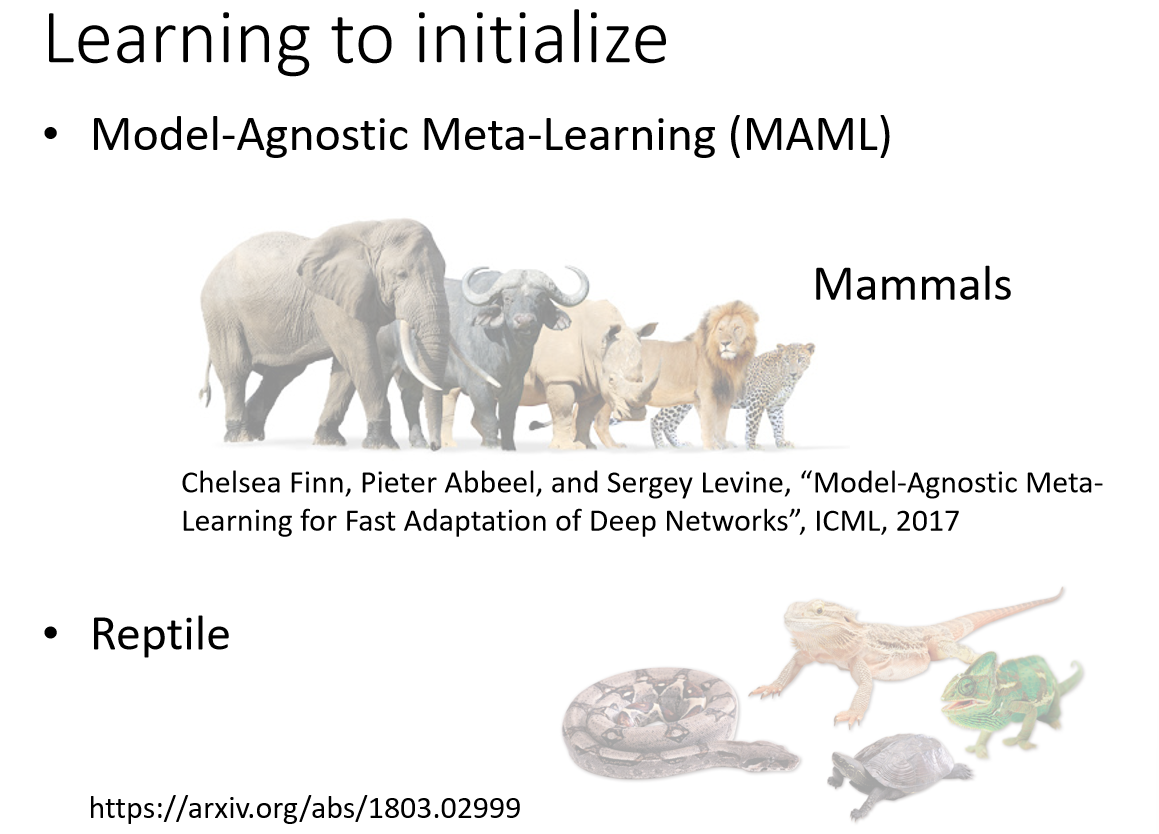 Learning to initialize
• Model-Agnostic Meta-Learning (MAML)
Mammals
Chelsea Finn, Pieter Abbeel, and Sergey Levine, “Model-Agnostic Meta-
Learning for Fast Adaptation of Deep Networks”, ICML, 2017
• Reptile
https://arxiv.org/abs/1803.02999